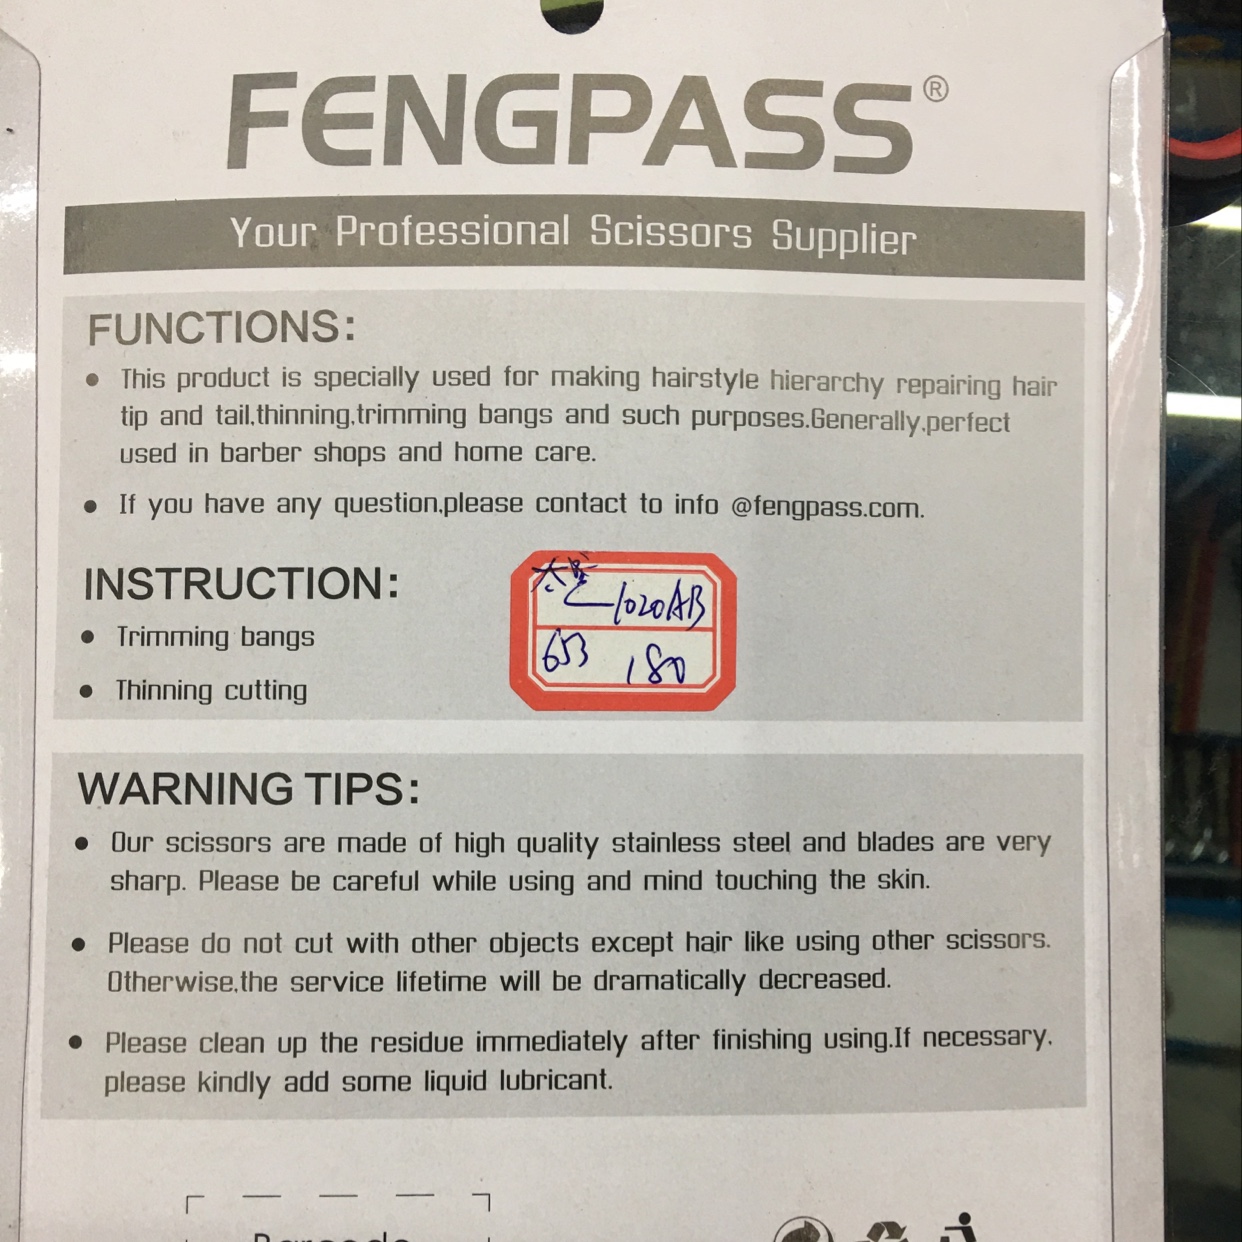 FENGPASS®
Your Professional Scissors Supplier
FUNCTIONS:
• This product is specially used for making hairstyle hierarchy repairing hair
tip and tail,thinning,trimming bangs and such purposes.Generally,perfect
used in barber shops and home care.
• If you have any question,please contact to info @fengpass.com.
INSTRUCTION:
• Trimming bangs
• Thinning cutting
1020AB
653 180
WARNING TIPS:
• Our scissors are made of high quality stainless steel and blades are very
sharp. Please be careful while using and mind touching the skin.
• Please do not cut with other objects except hair like using other scissors.
Otherwise,the service lifetime will be dramatically decreased.
• Please clean up the residue immediately after finishing using.If necessary,
please kindly add some liquid lubricant.